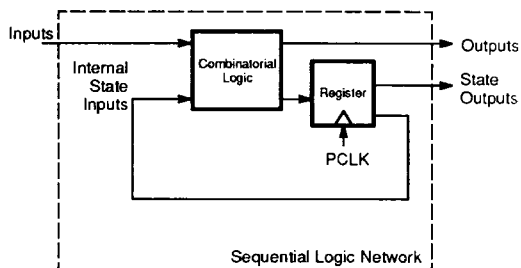 Inputs
Internal
State
Inputs
Combinatorial
Logic
Register
PCLK
Outputs
State
Outputs
Sequential Logic Network